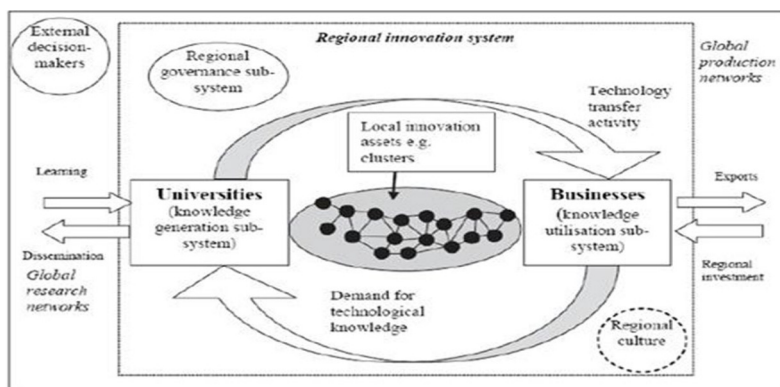 External
decision-
makers
Regional innovation system
Regional
governance sub-
system
Global
production
networks
Technology
transfer
activity
Local innovation
assets e.g.
clusters
Learning
Universities
(knowledge
generation sub-
system)
Businesses
(knowledge
utilisation sub-
system)
Exports
Dissemination
Global
research
networks
Regional
investment
Demand for
technological
knowledge
Regional
culture